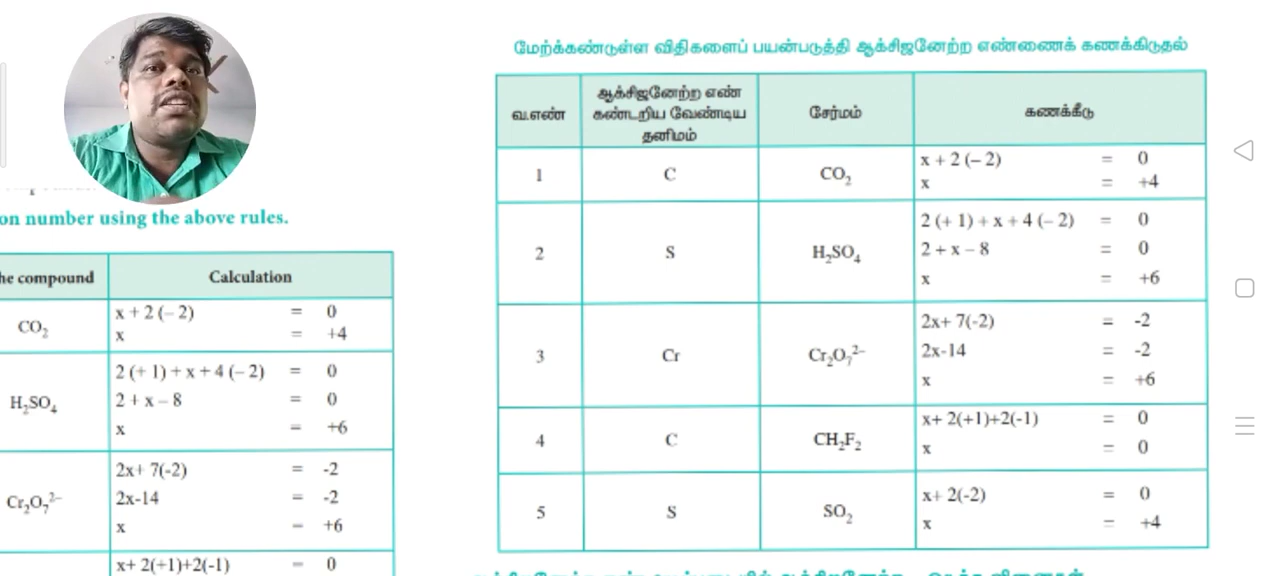 on number using the above rules.
he compound Calculation
CO₂ x + 2 (– 2) = 0
x = +4
H₂SO₄ 2 (+ 1) + x + 4 (– 2) = 0
2 + x – 8 = 0
x = +6
Cr₂O₇²⁻ 2x+ 7(-2) = -2
2x-14 = -2
x = +6
x+ 2(+1)+2(-1) = 0
மேற்க்கண்டுள்ள விதிகளைப் பயன்படுத்தி ஆக்சிஜனேற்ற எண்ணைக் கணக்கிடுதல்
வ.எண் ஆக்சிஜனேற்ற எண் கண்டறிய வேண்டிய தனிமம் சேர்மம் கணக்கீடு
1 C CO₂ x + 2 (– 2) = 0
x = +4
2 S H₂SO₄ 2 (+ 1) + x + 4 (– 2) = 0
2 + x – 8 = 0
x = +6
3 Cr Cr₂O₇²⁻ 2x+ 7(-2) = -2
2x-14 = -2
x = +6
4 C CH₂F₂ x+ 2(+1)+2(-1) = 0
x = 0
5 S SO₂ x+ 2(-2) = 0
x = +4